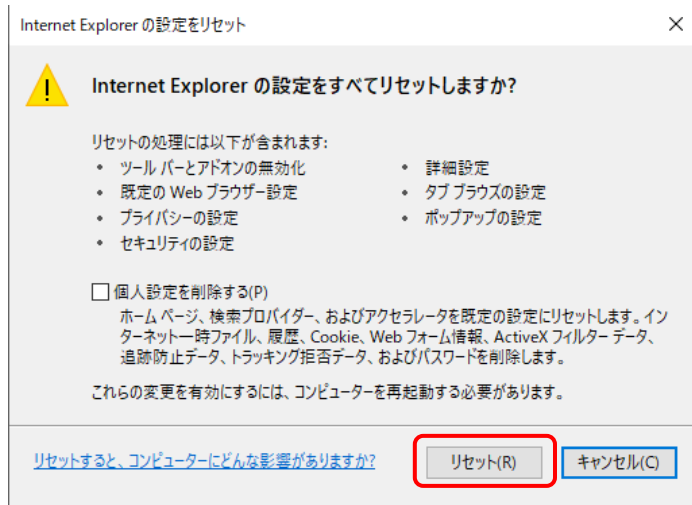 Internet Explorer の設定をリセット
Internet Explorer の設定をすべてリセットしますか?
リセットの処理には以下が含まれます:
• ツール バーとアドオンの無効化
• 既定の Web ブラウザー設定
• プライバシーの設定
• セキュリティの設定
• 詳細設定
• タブ ブラウズの設定
• ポップアップの設定
個人設定を削除する(P)
ホーム ページ、検索プロバイダー、およびアクセラレータを既定の設定にリセットします。イン
ターネット一時ファイル、履歴、Cookie、Web フォーム情報、ActiveX フィルター データ、
追跡防止データ、トラッキング拒否データ、およびパスワードを削除します。
これらの変更を有効にするには、コンピューターを再起動する必要があります。
リセットすると、コンピューターにどんな影響がありますか?
リセット(R)
キャンセル(C)